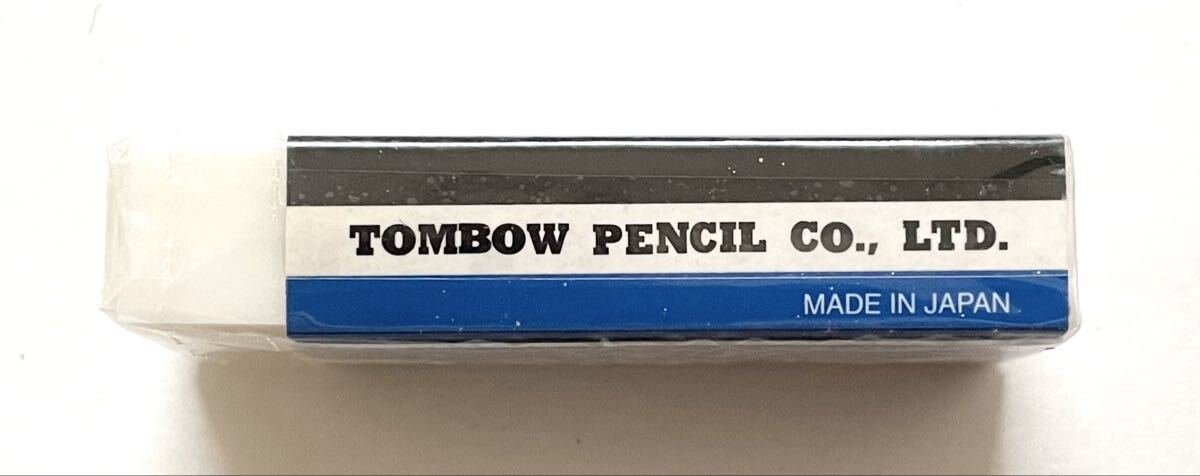 TOMBOW PENCIL CO., LTD.
MADE IN JAPAN